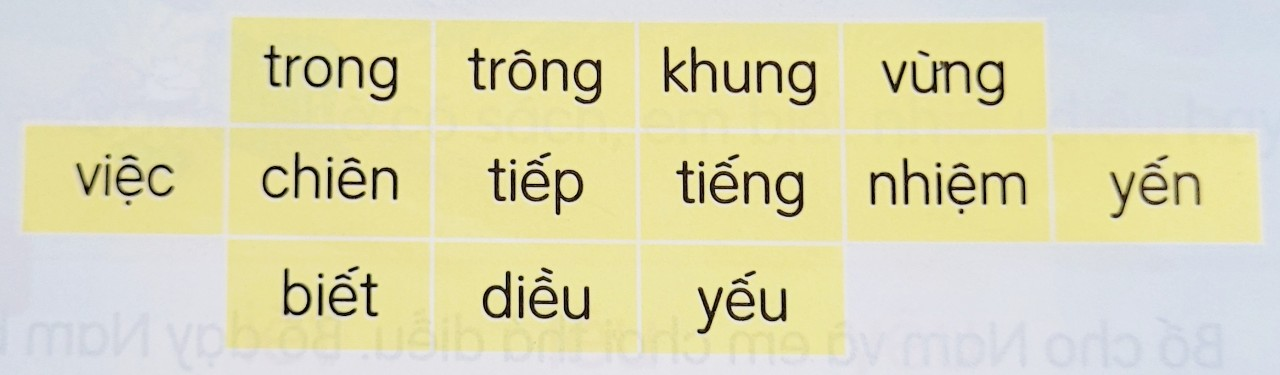 trong trông khung vừng
việc chiên tiếp tiếng nhiệm yến
biết diều yếu